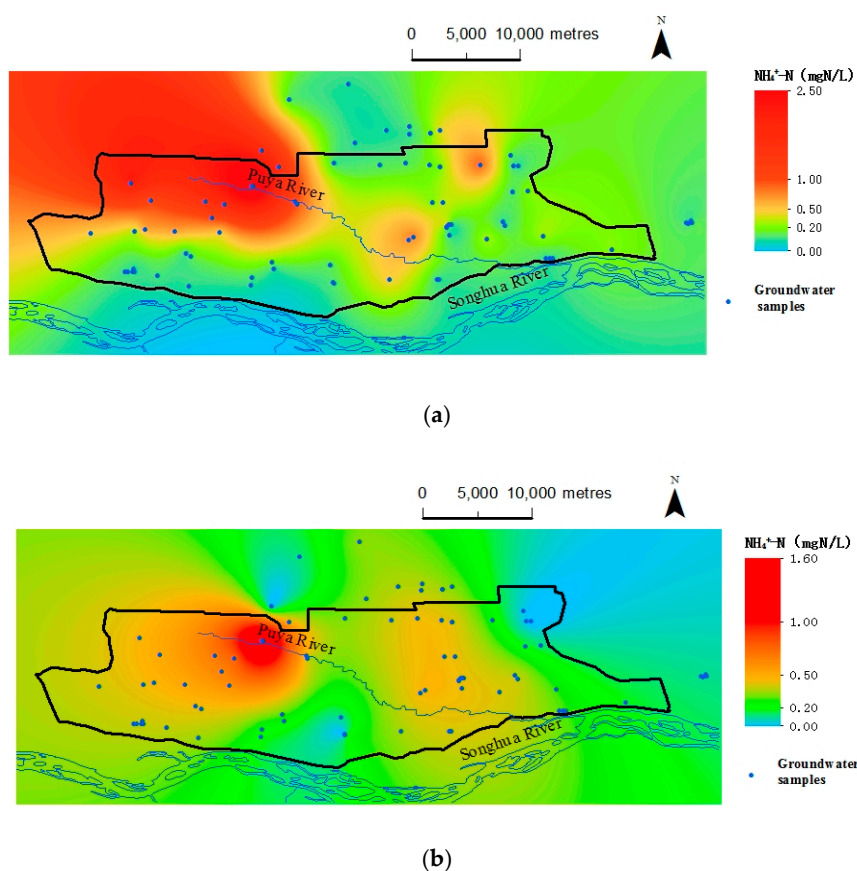 N
0 5,000 10,000 metres
NH₄⁺-N (mgN/L)
2.50
1.00
0.50
0.20
0.00
Puya River
Songhua River
Groundwater
samples
(a)
N
0 5,000 10,000 metres
NH₄⁺-N (mgN/L)
1.60
1.00
0.20
0.00
Puya River
Songhua River
Groundwater
samples
(b)